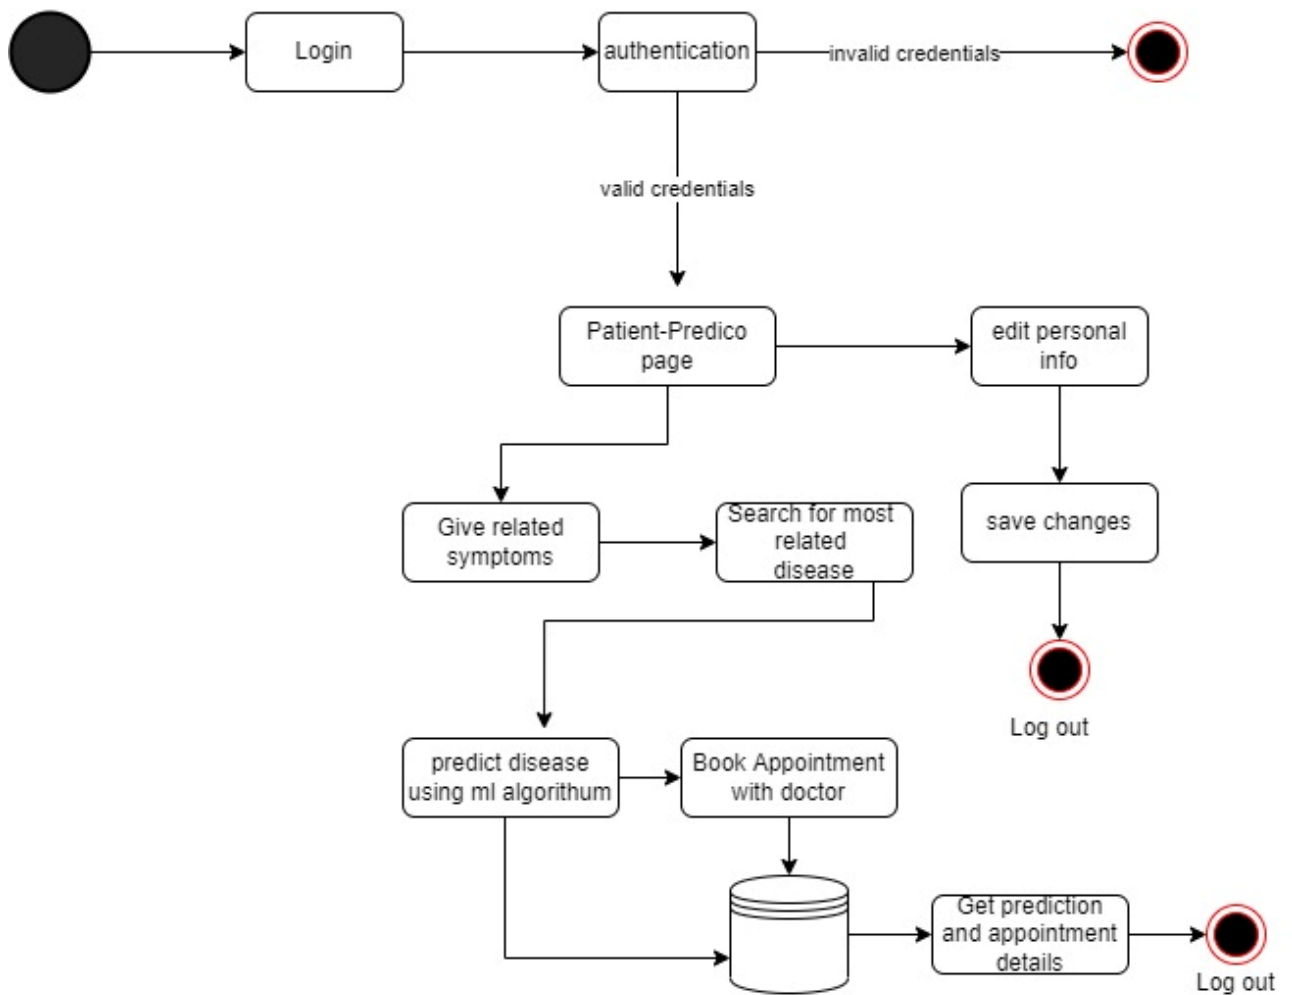 Login
authentication
invalid credentials
valid credentials
Patient-Predico
page
edit personal
info
Give related
symptoms
Search for most
related
disease
save changes
Log out
predict disease
using ml algorithum
Book Appointment
with doctor
Get prediction
and appointment
details
Log out